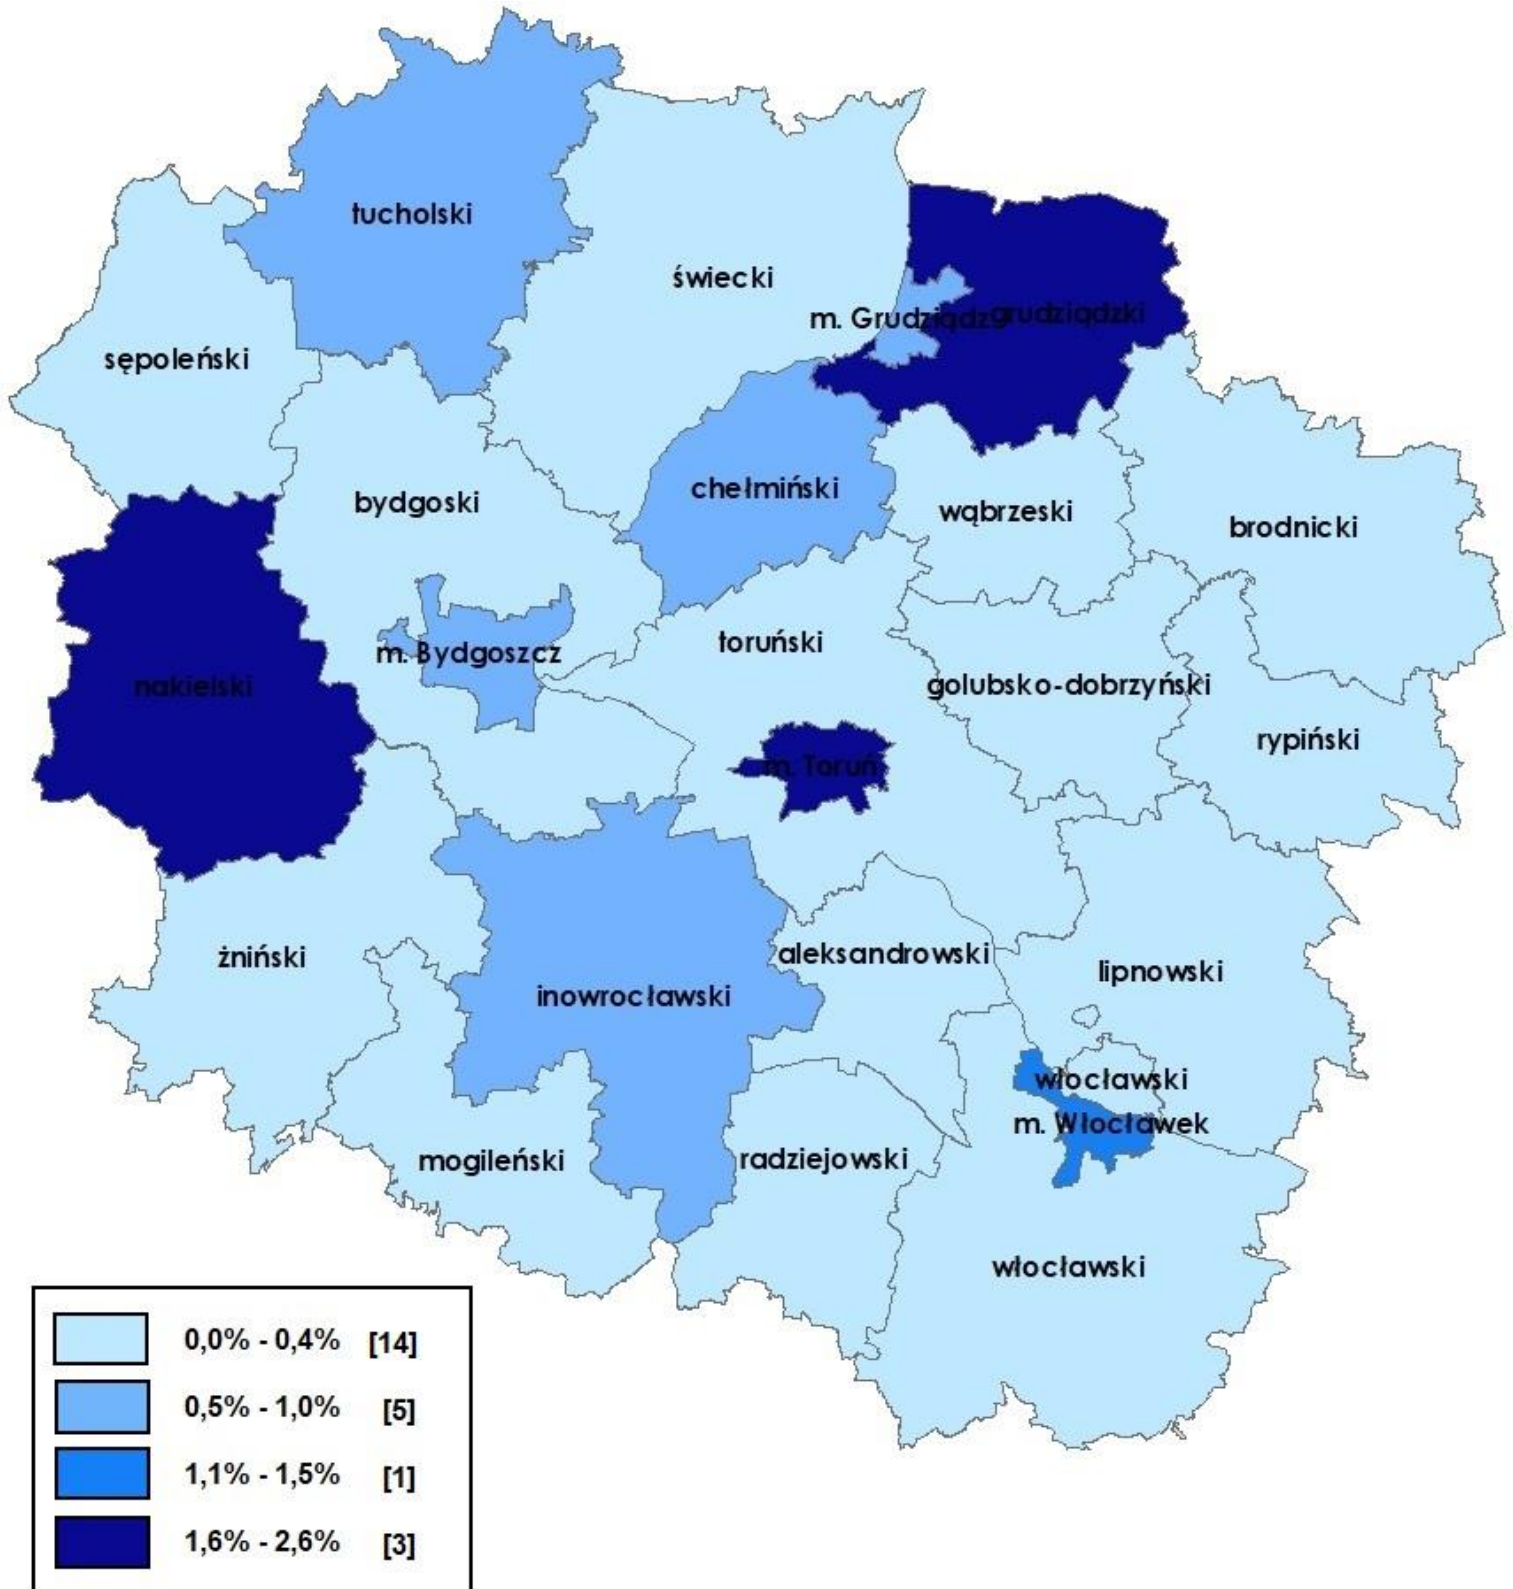 tucholski
świecki
m. Grudziądz
grudziądzki
sępoleński
chełmiński
bydgoski
wąbrzeski
brodnicki
toruński
m. Bydgoszcz
nakielski
golubsko-dobrzyński
rypiński
m. Toruń
żniński
aleksandrowski
lipnowski
inowrocławski
włocławski
m. Włocławek
mogileński
radziejowski
włocławski
0,0% - 0,4% [14]
0,5% - 1,0% [5]
1,1% - 1,5% [1]
1,6% - 2,6% [3]